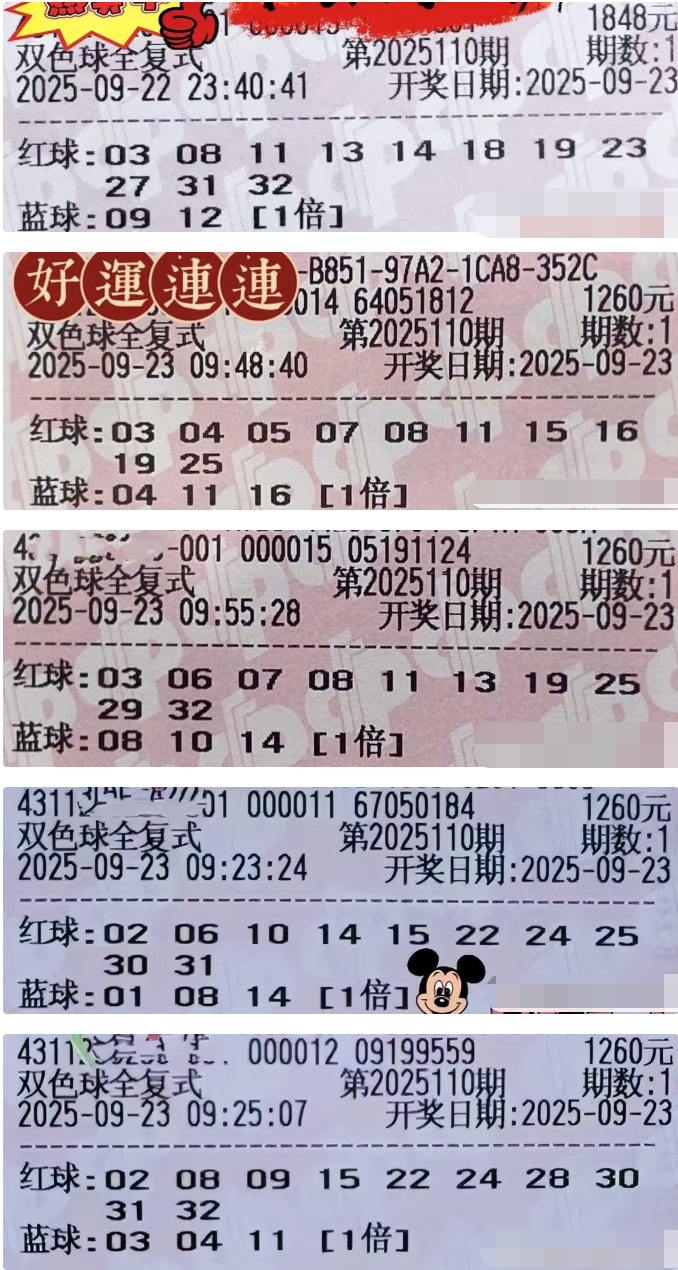 1848元
双色球全复式 第2025110期 期数:1
2025-09-22 23:40:41 开奖日期:2025-09-23
红球:03 08 11 13 14 18 19 23
27 31 32
蓝球:09 12 [1倍]
好運連連
-B851-97A2-1CA8-352C
014 64051812 1260元
双色球全复式 第2025110期 期数:1
2025-09-23 09:48:40 开奖日期:2025-09-23
红球:03 04 05 07 08 11 15 16
19 25
蓝球:04 11 16 [1倍]
-001 000015 05191124 1260元
双色球全复式 第2025110期 期数:1
2025-09-23 09:55:28 开奖日期:2025-09-23
红球:03 06 07 08 11 13 19 25
29 32
蓝球:08 10 14 [1倍]
4311 01 000011 67050184 1260元
双色球全复式 第2025110期 期数:1
2025-09-23 09:23:24 开奖日期:2025-09-23
红球:02 06 10 14 15 22 24 25
30 31
蓝球:01 08 14 [1倍]
4311 000012 09199559 1260元
双色球全复式 第2025110期 期数:1
2025-09-23 09:25:07 开奖日期:2025-09-23
红球:02 08 09 15 22 24 28 30
31 32
蓝球:03 04 11 [1倍]